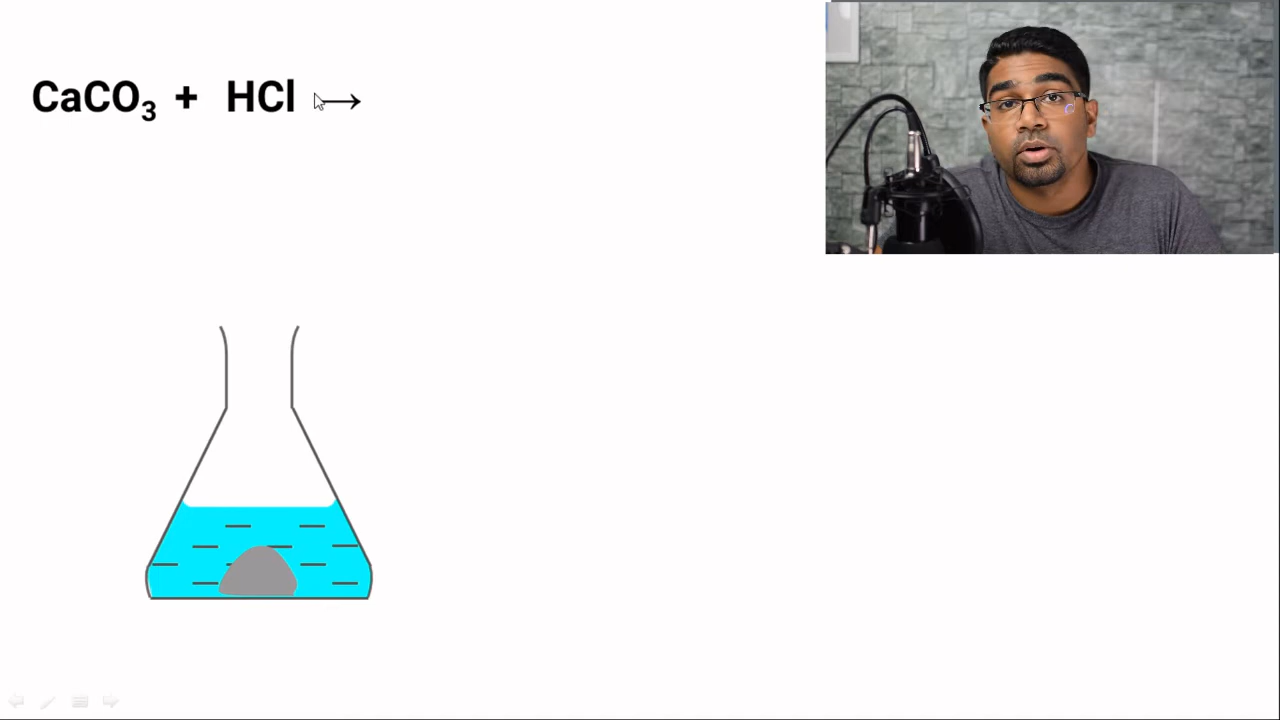 CaCO₃ + HCl ⟶